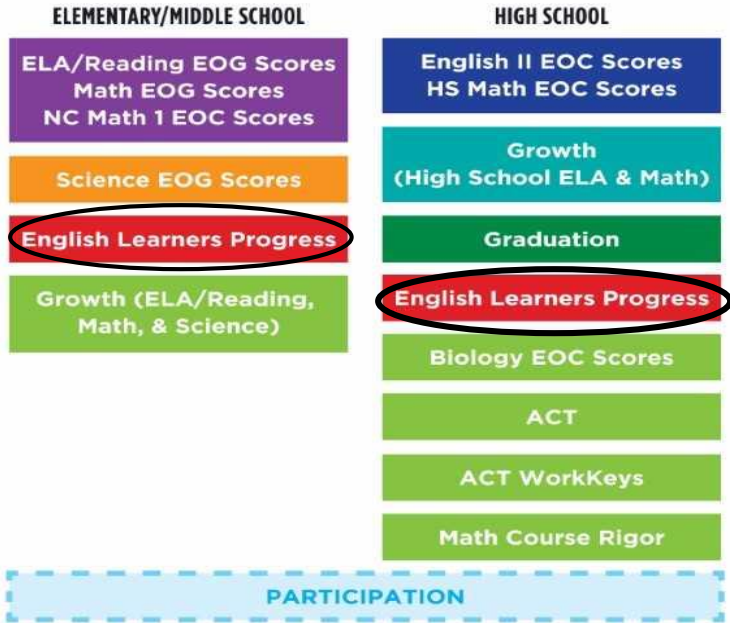 ELEMENTARY/MIDDLE SCHOOL
ELA/Reading EOG Scores
Math EOG Scores
NC Math 1 EOC Scores
Science EOG Scores
English Learners Progress
Growth (ELA/Reading,
Math, & Science)
HIGH SCHOOL
English II EOC Scores
HS Math EOC Scores
Growth
(High School ELA & Math)
Graduation
English Learners Progress
Biology EOC Scores
ACT
ACT WorkKeys
Math Course Rigor
PARTICIPATION